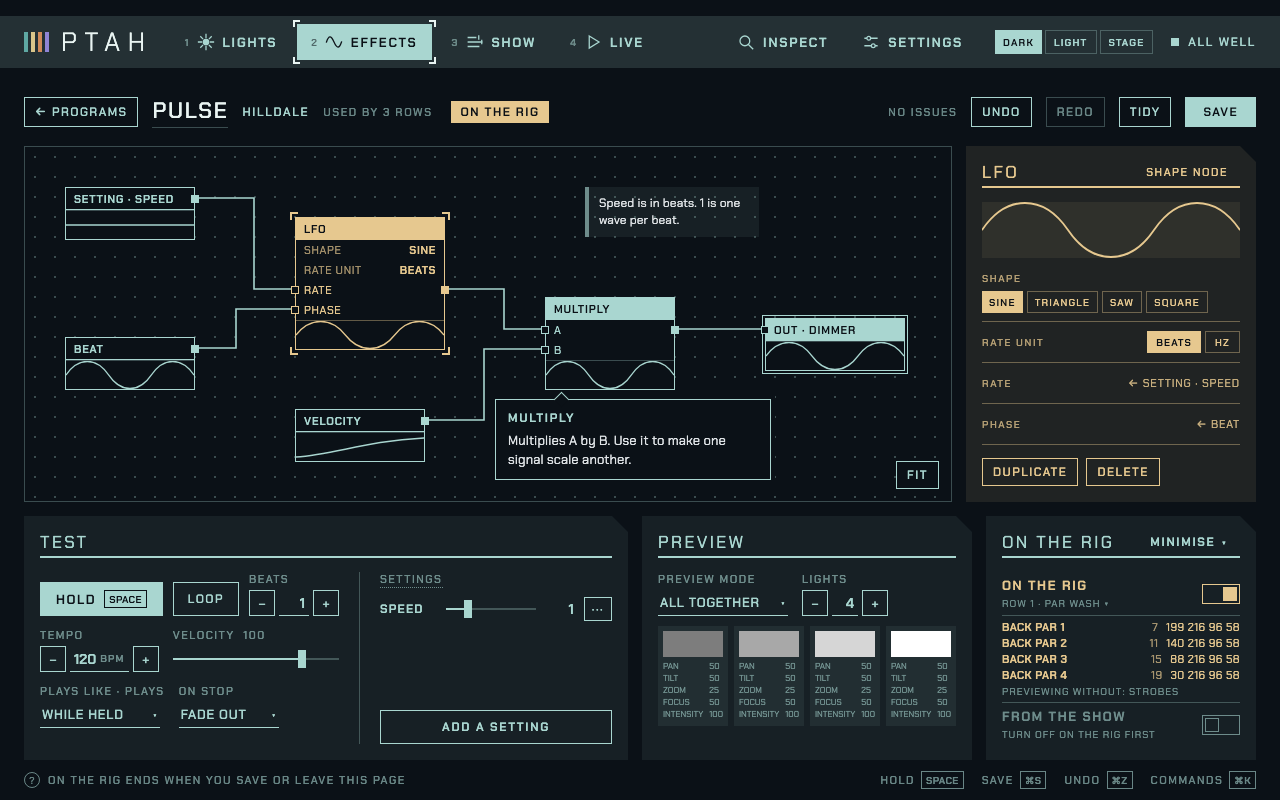 PTAH
1 LIGHTS
2 EFFECTS
3 SHOW
4 LIVE
INSPECT
SETTINGS
DARK LIGHT STAGE
ALL WELL
← PROGRAMS
PULSE
HILLDALE
USED BY 3 ROWS
ON THE RIG
NO ISSUES
UNDO
REDO
TIDY
SAVE
SETTING · SPEED
LFO
SHAPE SINE
RATE UNIT BEATS
RATE
PHASE
BEAT
VELOCITY
Speed is in beats. 1 is one
wave per beat.
MULTIPLY
A
B
OUT · DIMMER
MULTIPLY
Multiplies A by B. Use it to make one
signal scale another.
FIT
LFO
SHAPE NODE
SHAPE
SINE TRIANGLE SAW SQUARE
RATE UNIT BEATS HZ
RATE ← SETTING · SPEED
PHASE ← BEAT
DUPLICATE DELETE
TEST
HOLD SPACE
LOOP
BEATS
− 1 +
TEMPO
− 120 BPM +
VELOCITY 100
PLAYS LIKE · PLAYS
WHILE HELD
ON STOP
FADE OUT
SETTINGS
SPEED 1 ···
ADD A SETTING
PREVIEW
PREVIEW MODE
ALL TOGETHER
LIGHTS
− 4 +
PAN 50
TILT 50
ZOOM 25
FOCUS 50
INTENSITY 100
PAN 50
TILT 50
ZOOM 25
FOCUS 50
INTENSITY 100
PAN 50
TILT 50
ZOOM 25
FOCUS 50
INTENSITY 100
PAN 50
TILT 50
ZOOM 25
FOCUS 50
INTENSITY 100
ON THE RIG
MINIMISE
ON THE RIG
ROW 1 · PAR WASH
BACK PAR 1 7 199 216 96 58
BACK PAR 2 11 140 216 96 58
BACK PAR 3 15 88 216 96 58
BACK PAR 4 19 30 216 96 58
PREVIEWING WITHOUT: STROBES
FROM THE SHOW
TURN OFF ON THE RIG FIRST
? ON THE RIG ENDS WHEN YOU SAVE OR LEAVE THIS PAGE
HOLD SPACE
SAVE ⌘S
UNDO ⌘Z
COMMANDS ⌘K